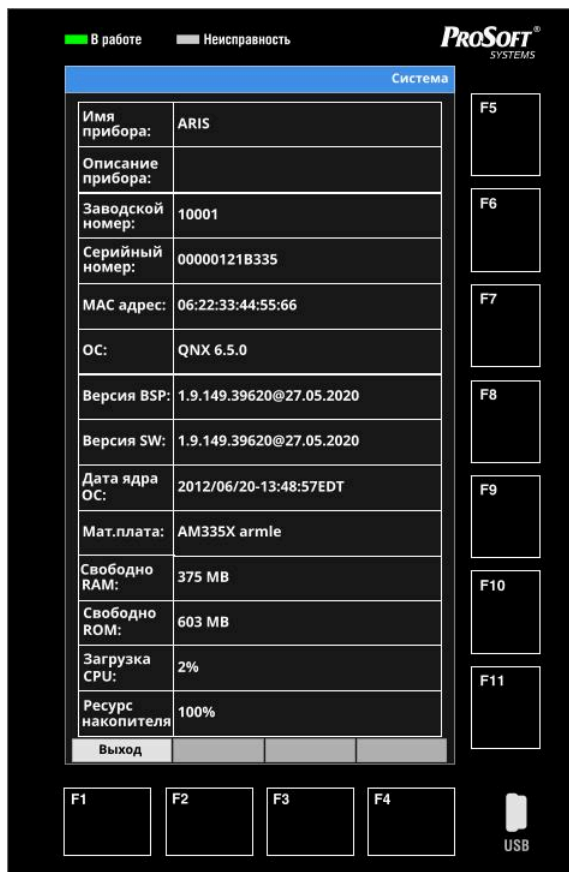 В работе
Неисправность
PROSOFT®
SYSTEMS
Система
Имя
прибора:
ARIS
Описание
прибора:
Заводской
номер:
10001
Серийный
номер:
00000121B335
MAC адрес:
06:22:33:44:55:66
ОС:
QNX 6.5.0
Версия BSP:
1.9.149.39620@27.05.2020
Версия SW:
1.9.149.39620@27.05.2020
Дата ядра
ОС:
2012/06/20-13:48:57EDT
Мат.плата:
AM335X armle
Свободно
RAM:
375 MB
Свободно
ROM:
603 MB
Загрузка
CPU:
2%
Ресурс
накопителя
100%
Выход
F5
F6
F7
F8
F9
F10
F11
F1
F2
F3
F4
USB